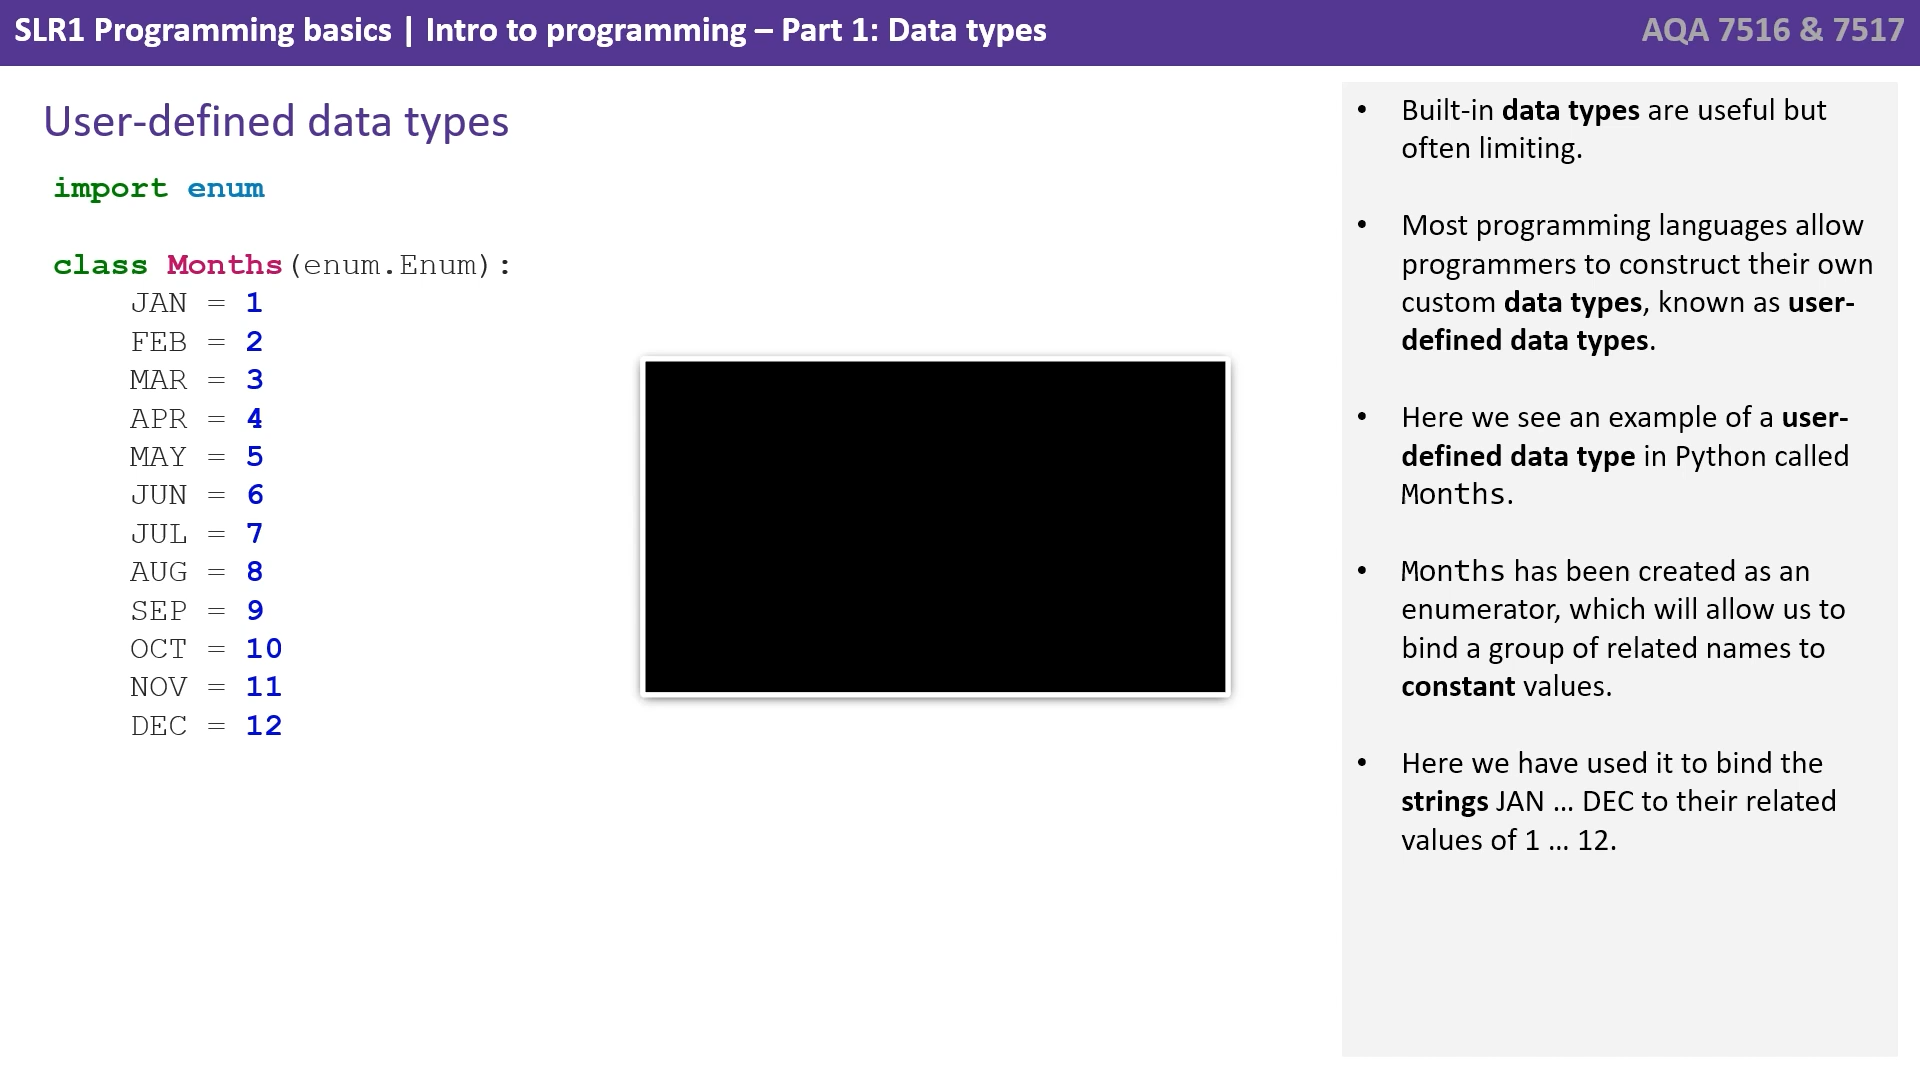 SLR1 Programming basics | Intro to programming – Part 1: Data types
AQA 7516 & 7517
User-defined data types
import enum
class Months(enum.Enum):
    JAN = 1
    FEB = 2
    MAR = 3
    APR = 4
    MAY = 5
    JUN = 6
    JUL = 7
    AUG = 8
    SEP = 9
    OCT = 10
    NOV = 11
    DEC = 12
• Built-in data types are useful but
often limiting.
• Most programming languages allow
programmers to construct their own
custom data types, known as user-
defined data types.
• Here we see an example of a user-
defined data type in Python called
Months.
• Months has been created as an
enumerator, which will allow us to
bind a group of related names to
constant values.
• Here we have used it to bind the
strings JAN … DEC to their related
values of 1 … 12.